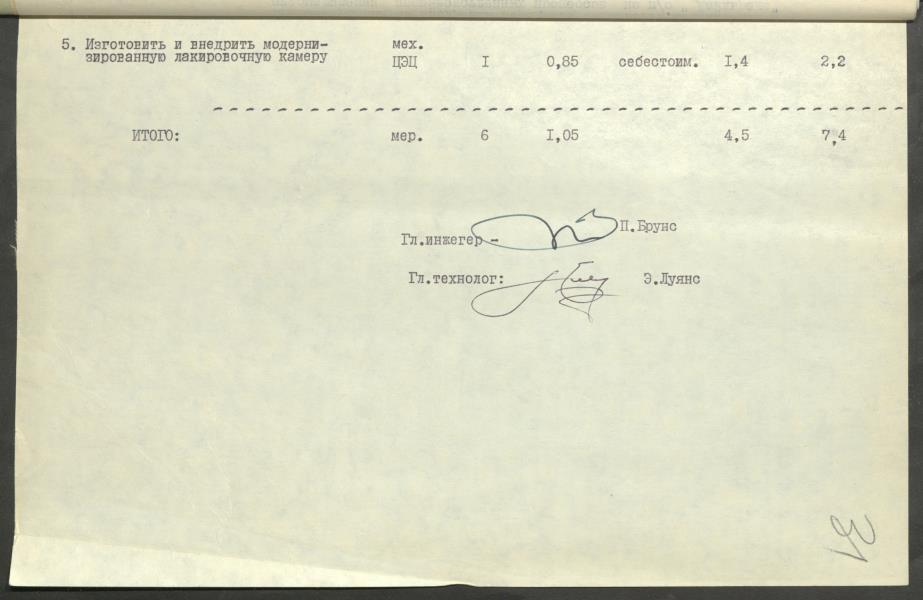 5. Изготовить и внедрить модерни- мех.
зированную лакировочную камеру ЦЭЦ I 0,85 себестоим. I,4 2,2
ИТОГО: мер. 6 I,05 4,5 7,4
П.Брунс
Гл.инжегер -
Гл.технолог: Э.Луянс